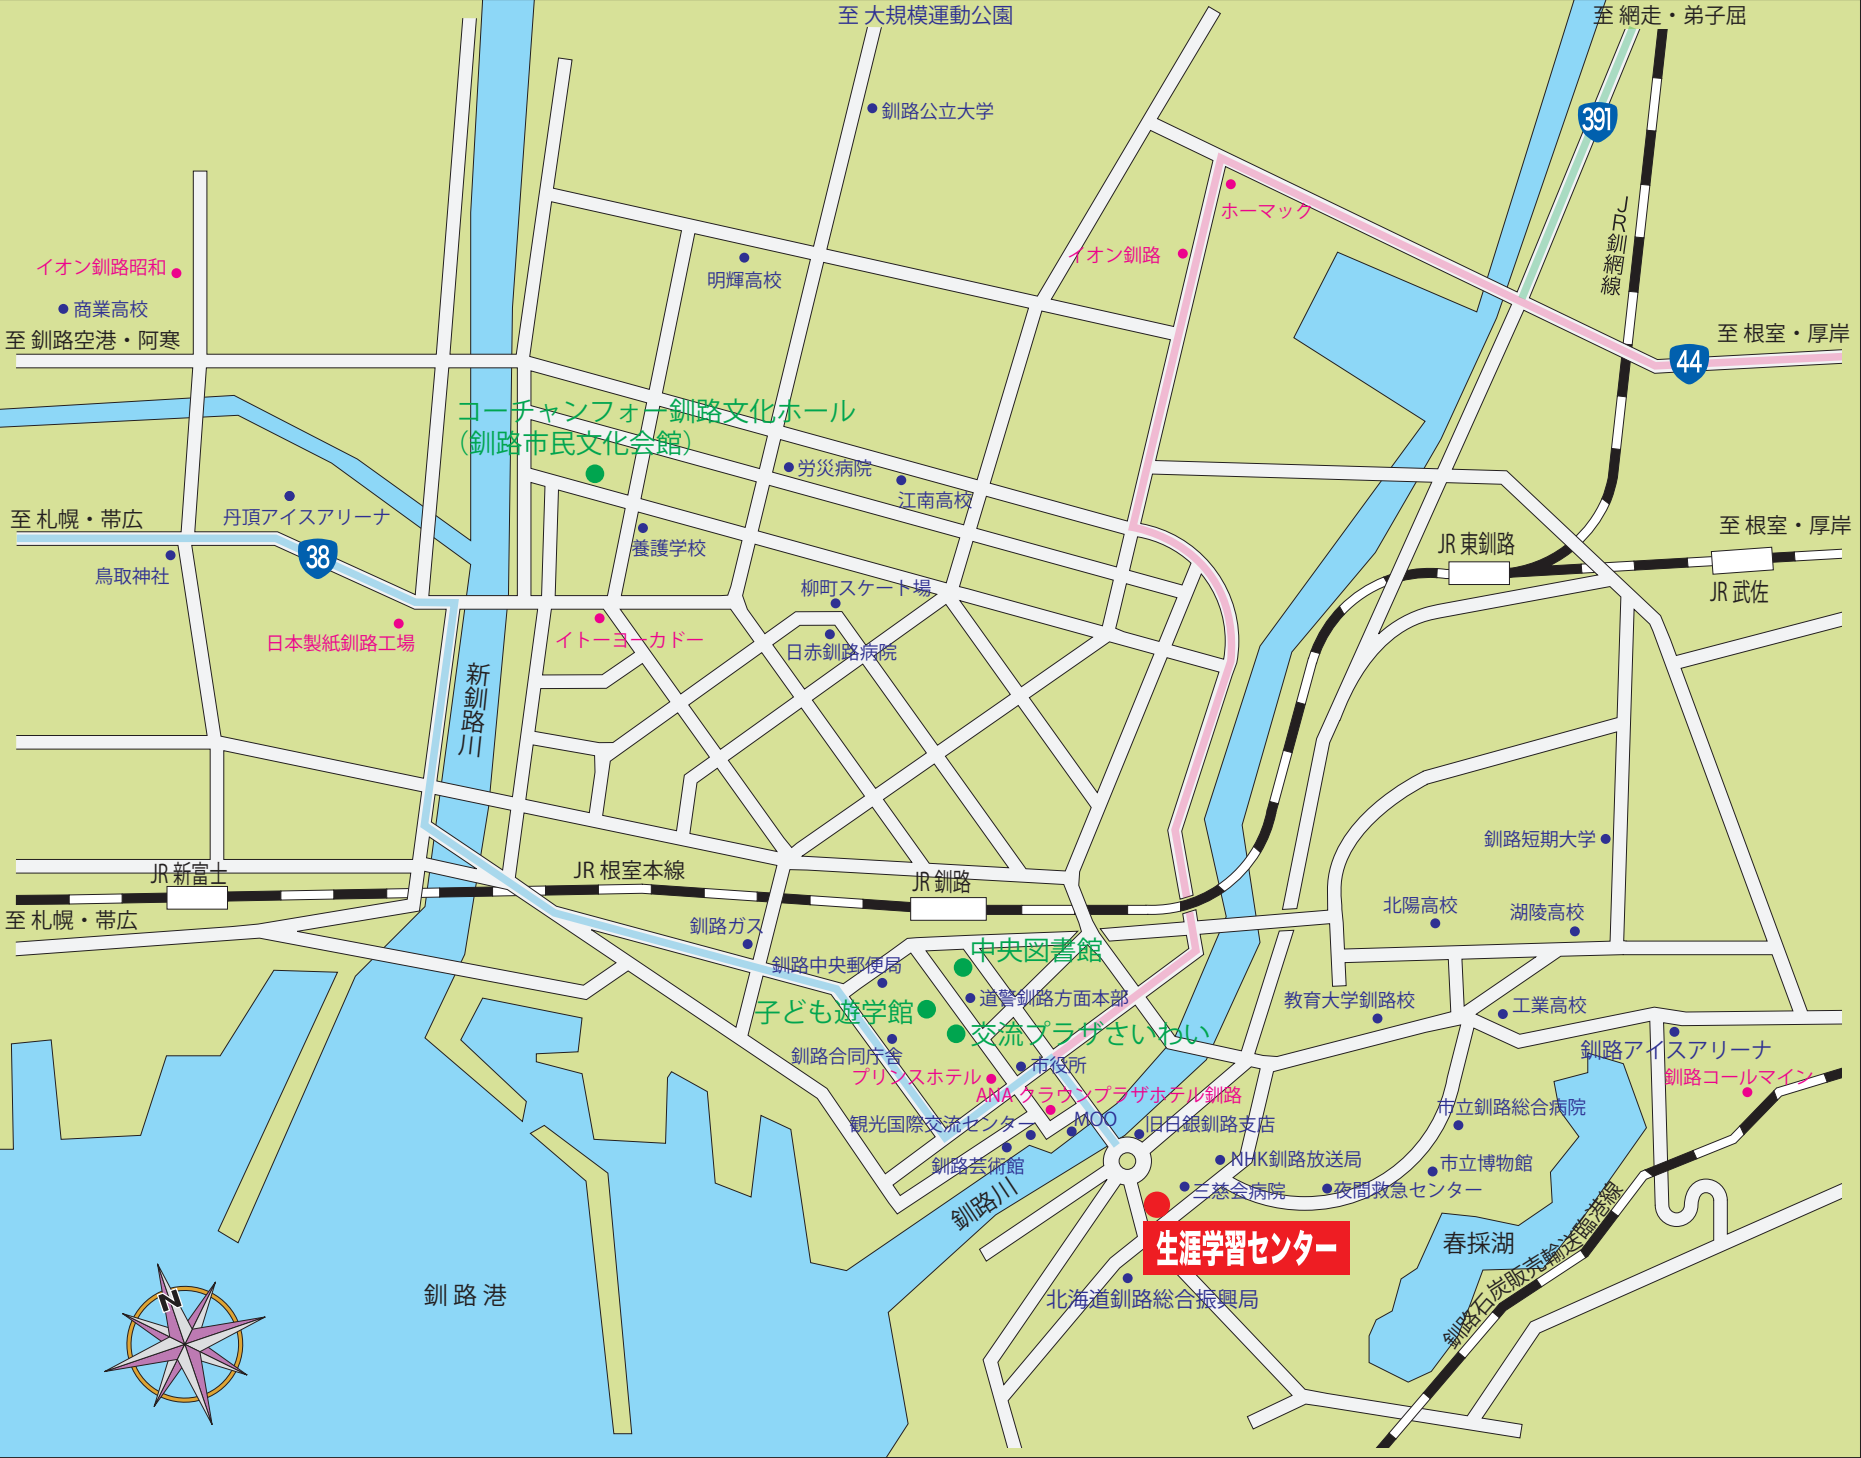 至 大規模運動公園
至 網走・弟子屈
釧路公立大学
391
JR釧網線
ホーマック
イオン釧路
イオン釧路昭和
商業高校
至 釧路空港・阿寒
明輝高校
至 根室・厚岸
44
コーチャンフォー釧路文化ホール
（釧路市民文化会館）
労災病院
江南高校
丹頂アイスアリーナ
至 札幌・帯広
38
鳥取神社
養護学校
至 根室・厚岸
JR 東釧路
JR 武佐
柳町スケート場
日本製紙釧路工場
イトーヨーカドー
日赤釧路病院
新釧路川
釧路短期大学
JR 新富士
JR 根室本線
JR 釧路
至 札幌・帯広
釧路ガス
北陽高校
湖陵高校
中央図書館
釧路中央郵便局
道警釧路方面本部
子ども遊学館
交流プラザさいわい
教育大学釧路校
工業高校
釧路合同庁舎
市役所
釧路アイスアリーナ
プリンスホテル
釧路コールマイン
ANA クラウンプラザホテル釧路
市立釧路総合病院
観光国際交流センター
MOO
旧日銀釧路支店
釧路芸術館
NHK釧路放送局
市立博物館
三慈会病院
夜間救急センター
釧路川
生涯学習センター
春採湖
釧路石炭販売輸送臨港線
北海道釧路総合振興局
釧路港
N